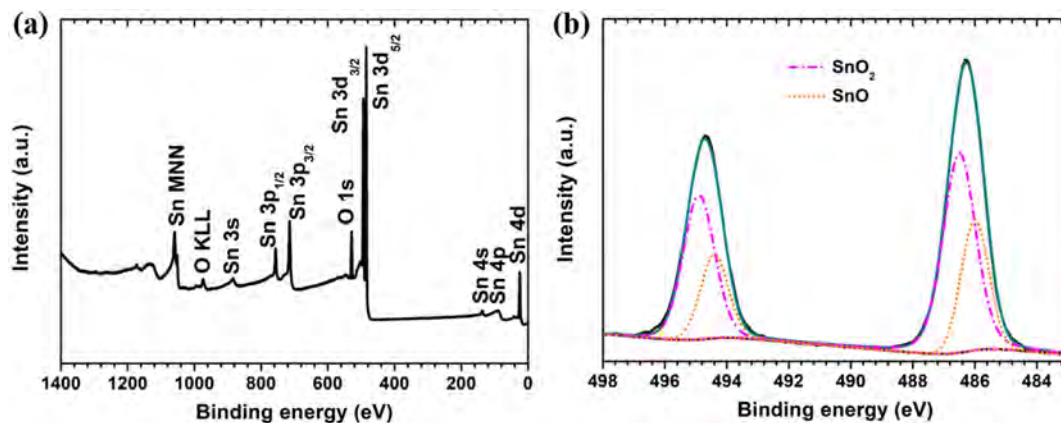 (a)
Intensity (a.u.)
Sn MNN
O KLL
Sn 3s
Sn 3p1/2
Sn 3p3/2
O 1s
Sn 3d3/2
Sn 3d5/2
Sn 4s
Sn 4p
Sn 4d
1400 1200 1000 800 600 400 200 0
Binding energy (eV)
(b)
Intensity (a.u.)
SnO2
SnO
498 496 494 492 490 488 486 484
Binding energy (eV)